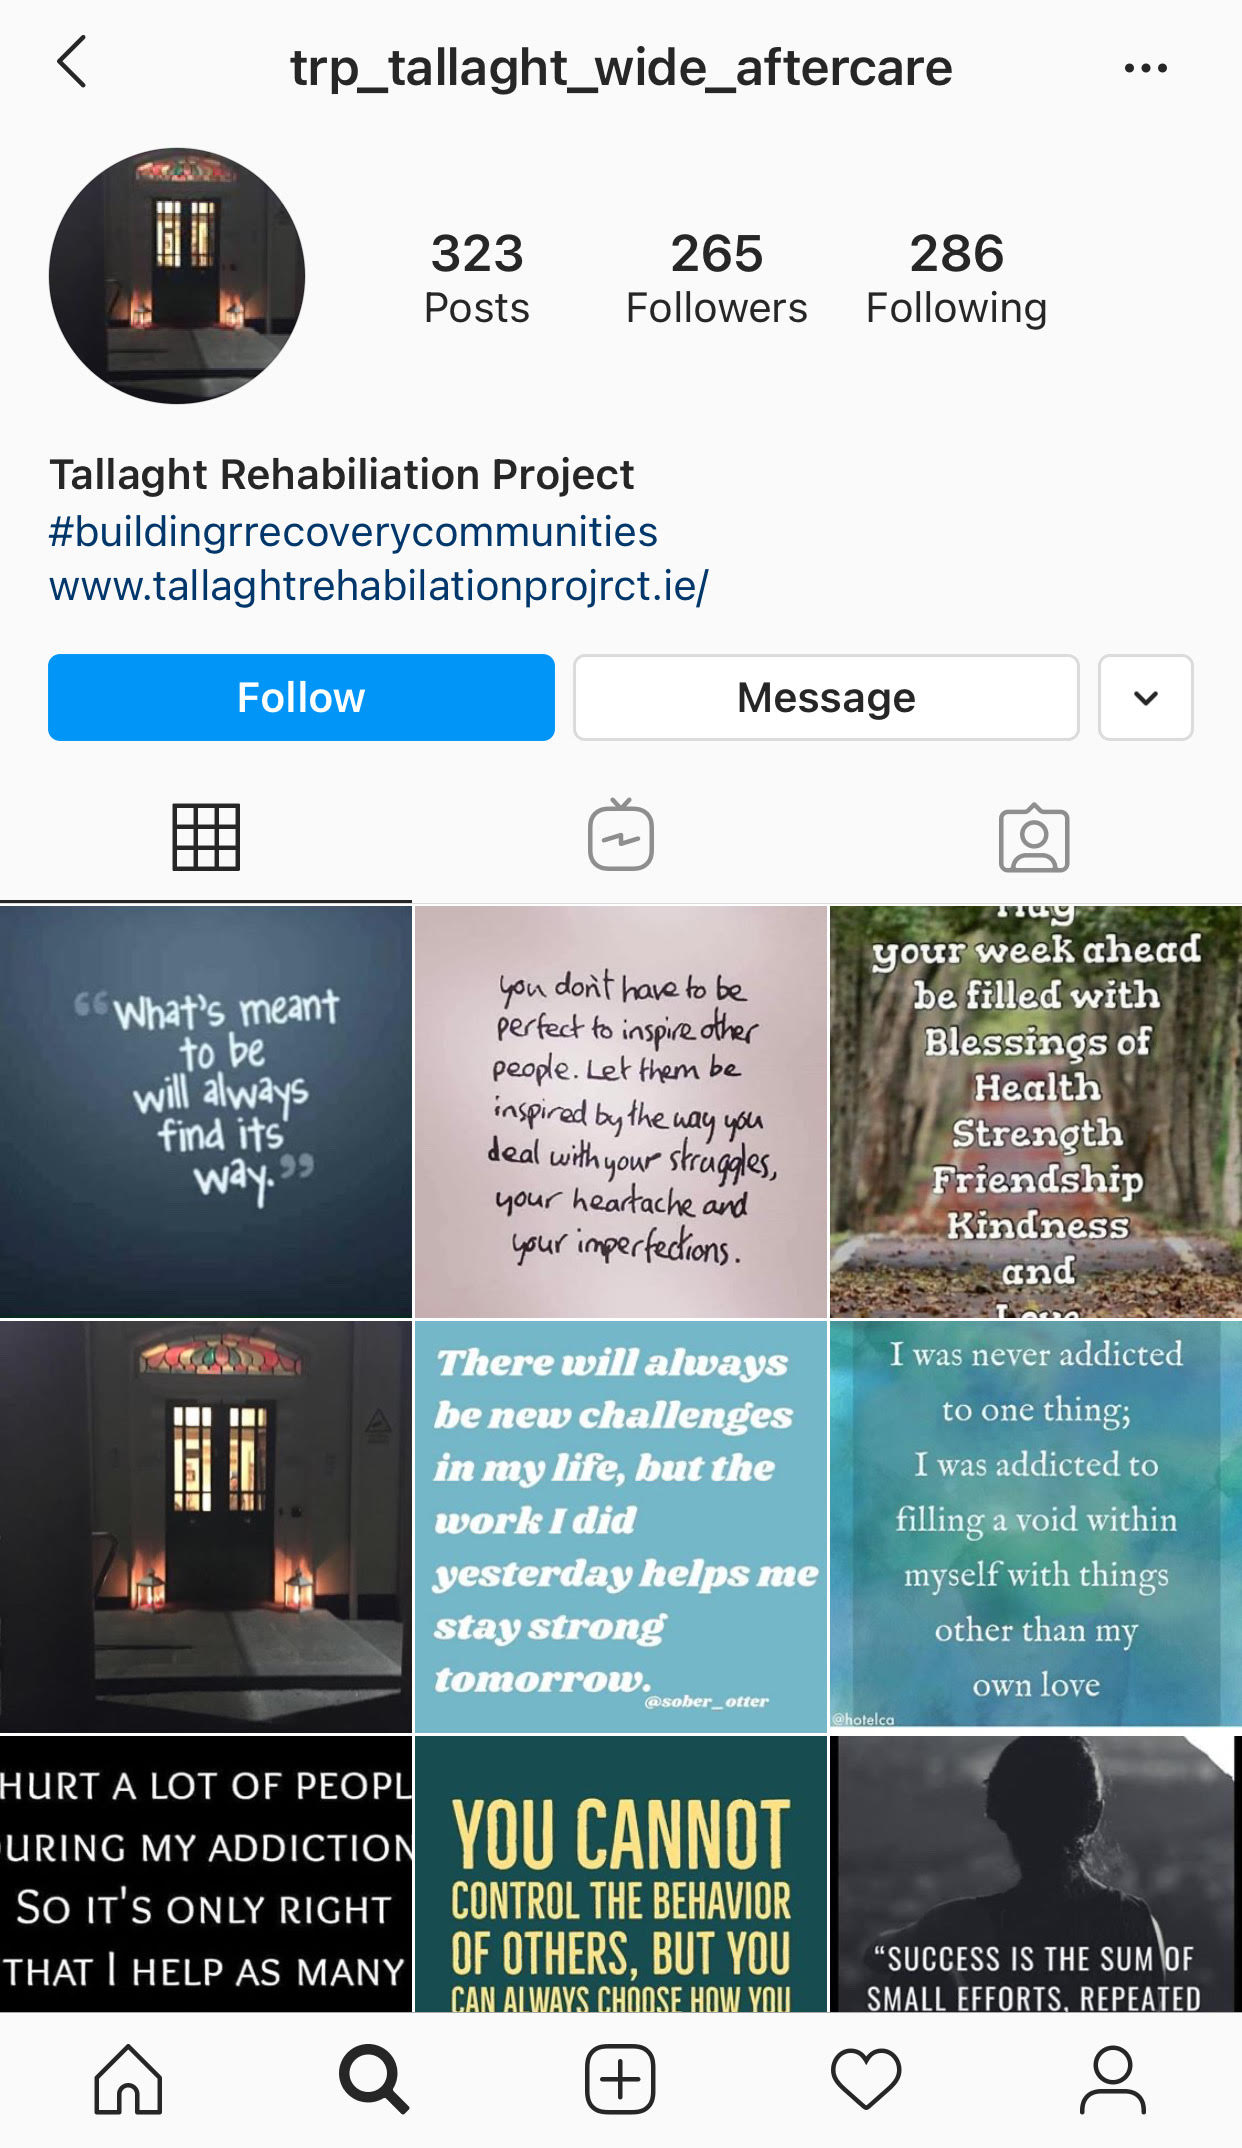 trp_tallaght_wide_aftercare
323
Posts
265
Followers
286
Following
Tallaght Rehabiliation Project
#buildingrrecoverycommunities
www.tallaghtrehabilationprojrct.ie/
Follow
Message
“What's meant
to be
will always
find its
way.”
you don't have to be
perfect to inspire other
people. Let them be
inspired by the way you
deal with your struggles,
your heartache and
your imperfections.
May
your week ahead
be filled with
Blessings of
Health
Strength
Friendship
Kindness
and
Love
There will always
be new challenges
in my life, but the
work I did
yesterday helps me
stay strong
tomorrow.
@sober_otter
I was never addicted
to one thing;
I was addicted to
filling a void within
myself with things
other than my
own love
@hotelca
HURT A LOT OF PEOPL
URING MY ADDICTION
SO IT'S ONLY RIGHT
THAT I HELP AS MANY
YOU CANNOT
CONTROL THE BEHAVIOR
OF OTHERS, BUT YOU
CAN ALWAYS CHOOSE HOW YOU
“SUCCESS IS THE SUM OF
SMALL EFFORTS, REPEATED